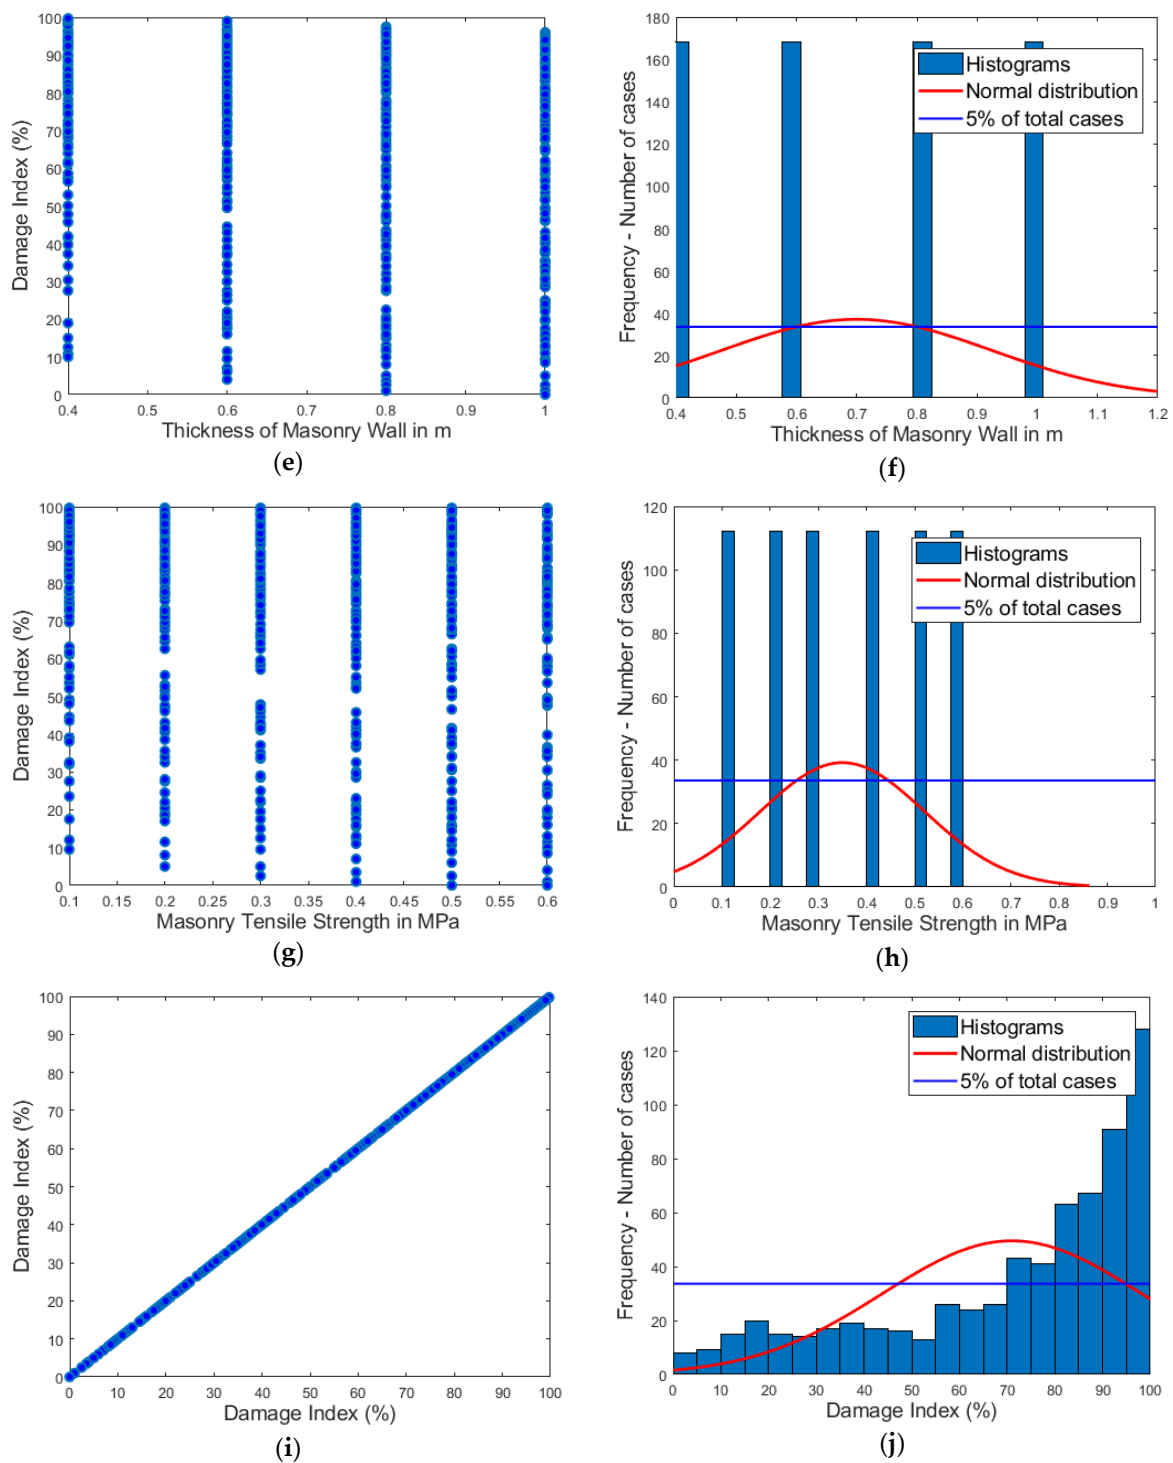 100
90
80
70
60
50
40
30
20
10
0
Damage Index (%)
0.4 0.5 0.6 0.7 0.8 0.9 1
Thickness of Masonry Wall in m
(e)
180
160
140
120
100
80
60
40
20
0
Frequency - Number of cases
Histograms
Normal distribution
5% of total cases
0.4 0.5 0.6 0.7 0.8 0.9 1 1.1 1.2
Thickness of Masonry Wall in m
(f)
100
90
80
70
60
50
40
30
20
10
0
Damage Index (%)
0.1 0.15 0.2 0.25 0.3 0.35 0.4 0.45 0.5 0.55 0.6
Masonry Tensile Strength in MPa
(g)
120
100
80
60
40
20
0
Frequency - Number of cases
Histograms
Normal distribution
5% of total cases
0 0.1 0.2 0.3 0.4 0.5 0.6 0.7 0.8 0.9 1
Masonry Tensile Strength in MPa
(h)
100
90
80
70
60
50
40
30
20
10
0
Damage Index (%)
0 10 20 30 40 50 60 70 80 90 100
Damage Index (%)
(i)
140
120
100
80
60
40
20
0
Frequency - Number of cases
Histograms
Normal distribution
5% of total cases
0 10 20 30 40 50 60 70 80 90 100
Damage Index (%)
(j)